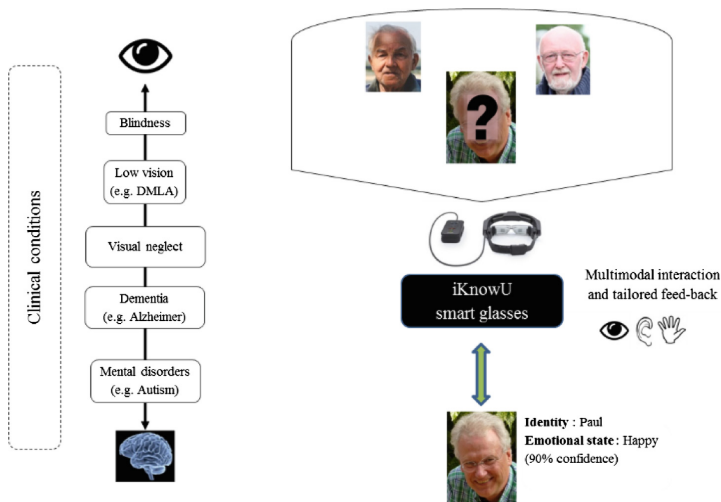 Clinical conditions
Blindness
Low vision
(e.g. DMLA)
Visual neglect
Dementia
(e.g. Alzheimer)
Mental disorders
(e.g. Autism)
?
iKnowU
smart glasses
Multimodal interaction
and tailored feed-back
Identity : Paul
Emotional state : Happy
(90% confidence)